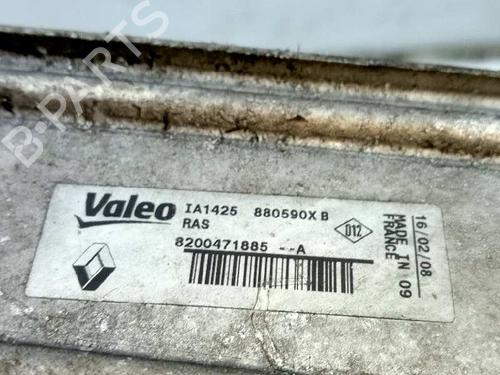 B-PARTS
Valeo IA1425 880590X B
RAS
8200471885 --A
D12
16/02/08
MADE IN 09
FRANCE